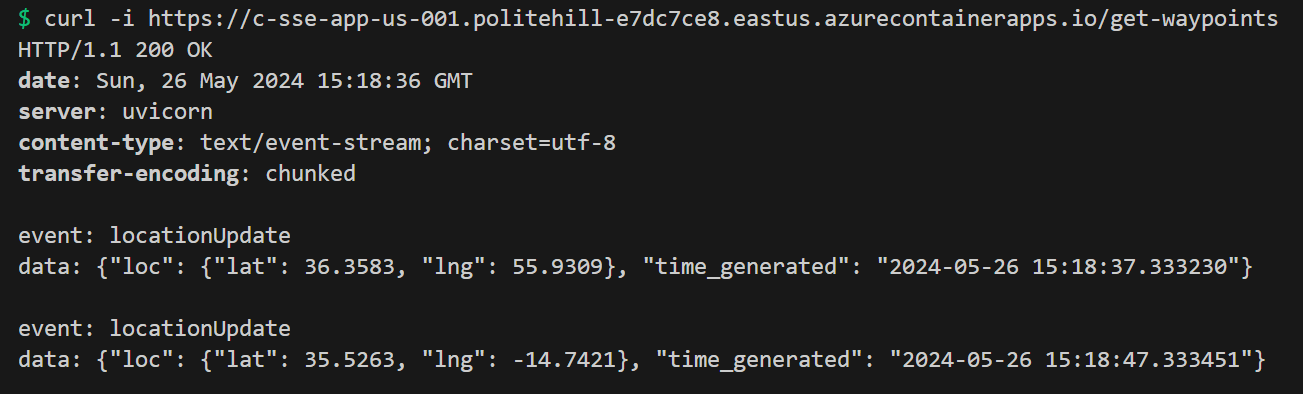 $ curl -i https://c-sse-app-us-001.politehill-e7dc7ce8.eastus.azurecontainerapps.io/get-waypoints
HTTP/1.1 200 OK
date: Sun, 26 May 2024 15:18:36 GMT
server: uvicorn
content-type: text/event-stream; charset=utf-8
transfer-encoding: chunked
event: locationUpdate
data: {"loc": {"lat": 36.3583, "lng": 55.9309}, "time_generated": "2024-05-26 15:18:37.333230"}
event: locationUpdate
data: {"loc": {"lat": 35.5263, "lng": -14.7421}, "time_generated": "2024-05-26 15:18:47.333451"}